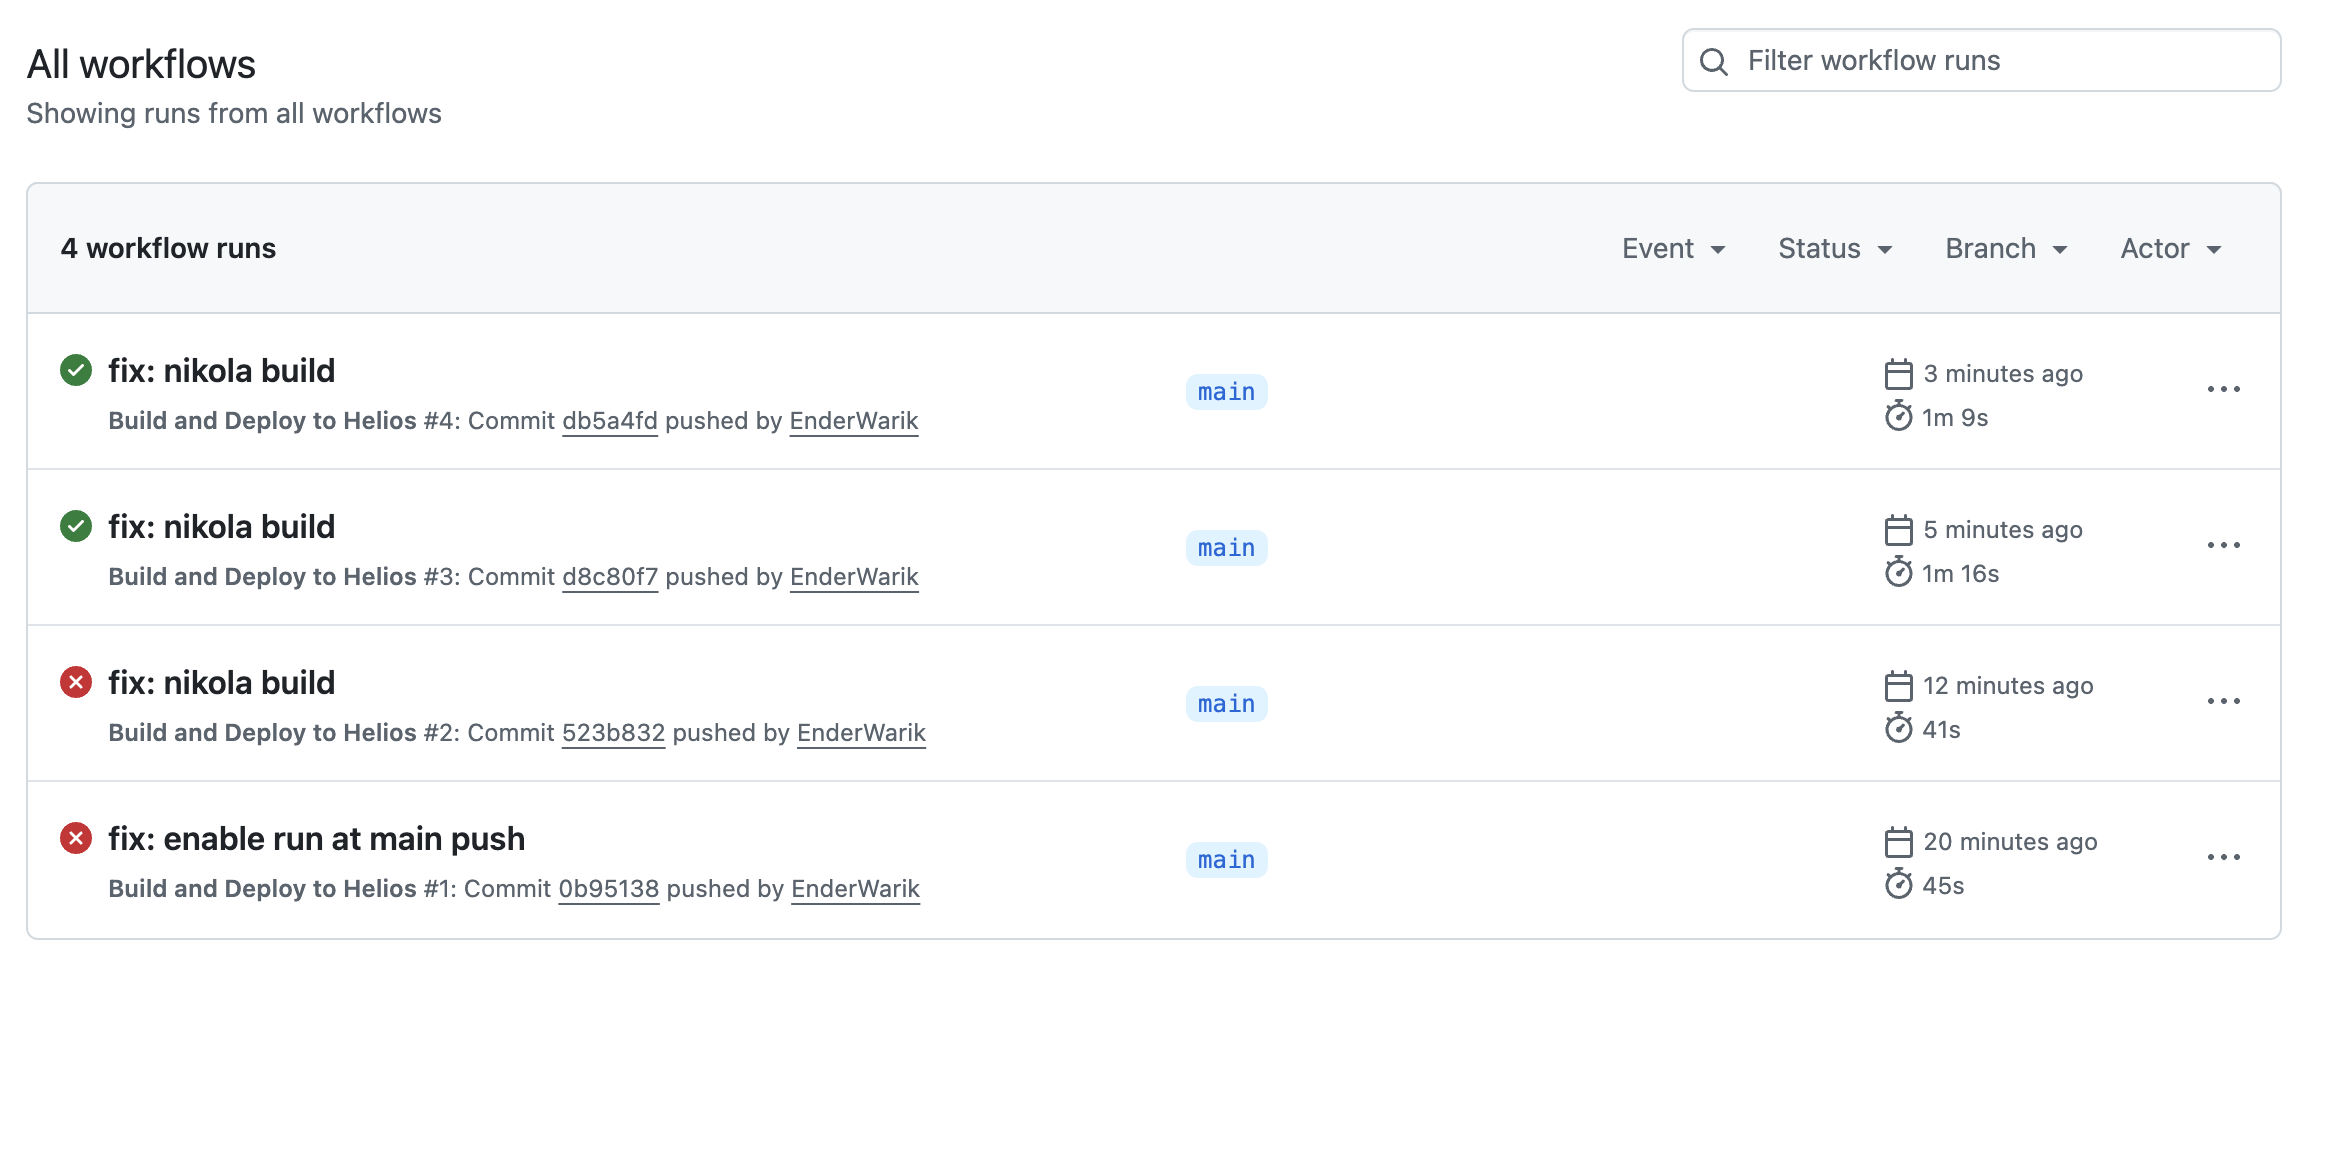 All workflows
Filter workflow runs
Showing runs from all workflows
4 workflow runs
Event Status Branch Actor
fix: nikola build
Build and Deploy to Helios #4: Commit db5a4fd pushed by EnderWarik
main
3 minutes ago
1m 9s
fix: nikola build
Build and Deploy to Helios #3: Commit d8c80f7 pushed by EnderWarik
main
5 minutes ago
1m 16s
fix: nikola build
Build and Deploy to Helios #2: Commit 523b832 pushed by EnderWarik
main
12 minutes ago
41s
fix: enable run at main push
Build and Deploy to Helios #1: Commit 0b95138 pushed by EnderWarik
main
20 minutes ago
45s